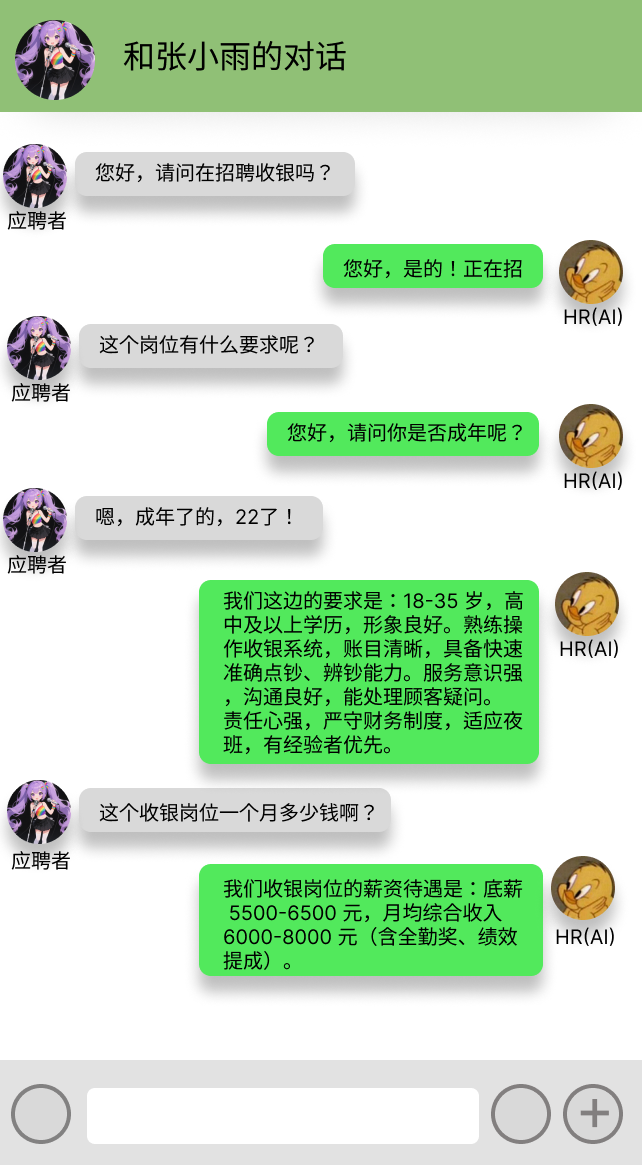 和张小雨的对话
您好，请问在招聘收银吗？
应聘者
您好，是的！正在招
HR(AI)
这个岗位有什么要求呢？
应聘者
您好，请问你是否成年呢？
HR(AI)
嗯，成年了的，22了！
应聘者
我们这边的要求是：18-35 岁，高
中及以上学历，形象良好。熟练操
作收银系统，账目清晰，具备快速
准确点钞、辨钞能力。服务意识强
，沟通良好，能处理顾客疑问。
责任心强，严守财务制度，适应夜
班，有经验者优先。
HR(AI)
这个收银岗位一个月多少钱啊？
应聘者
我们收银岗位的薪资待遇是：底薪
5500-6500 元，月均综合收入
6000-8000 元（含全勤奖、绩效
提成）。
HR(AI)